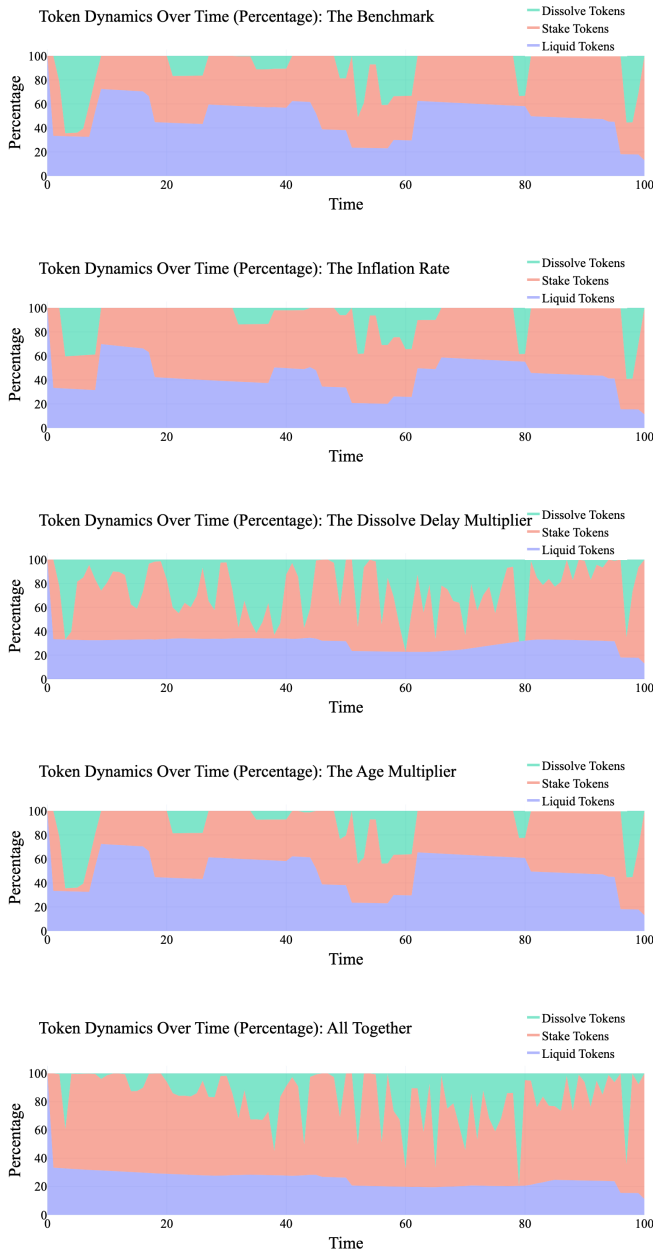 Token Dynamics Over Time (Percentage): The Benchmark
Dissolve Tokens
Stake Tokens
Liquid Tokens
Percentage
100
80
60
40
20
0
0 20 40 60 80 100
Time
Token Dynamics Over Time (Percentage): The Inflation Rate
Dissolve Tokens
Stake Tokens
Liquid Tokens
Percentage
100
80
60
40
20
0
0 20 40 60 80 100
Time
Token Dynamics Over Time (Percentage): The Dissolve Delay Multiplier
Dissolve Tokens
Stake Tokens
Liquid Tokens
Percentage
100
80
60
40
20
0
0 20 40 60 80 100
Time
Token Dynamics Over Time (Percentage): The Age Multiplier
Dissolve Tokens
Stake Tokens
Liquid Tokens
Percentage
100
80
60
40
20
0
0 20 40 60 80 100
Time
Token Dynamics Over Time (Percentage): All Together
Dissolve Tokens
Stake Tokens
Liquid Tokens
Percentage
100
80
60
40
20
0
0 20 40 60 80 100
Time